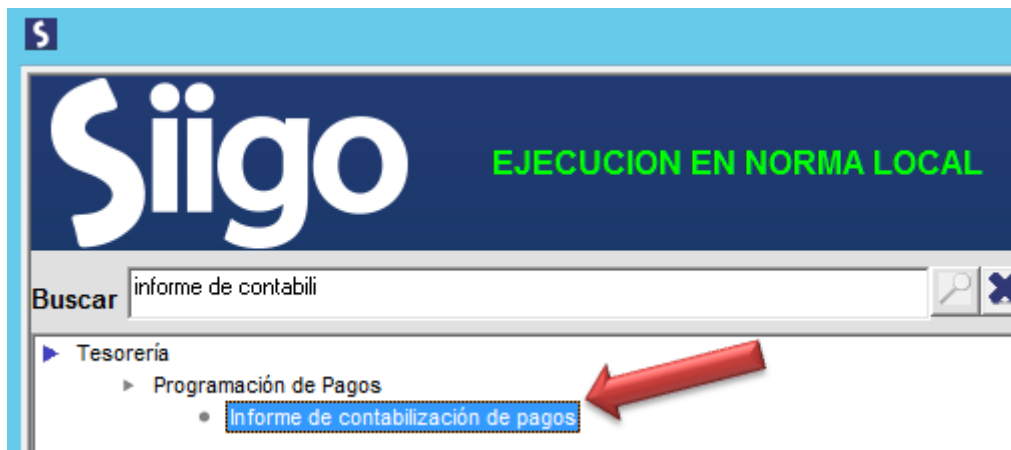 S
Siigo
EJECUCION EN NORMA LOCAL
Buscar informe de contabili
Tesorería
Programación de Pagos
Informe de contabilización de pagos